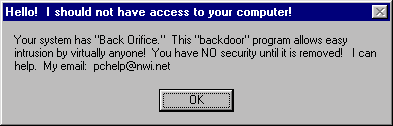 Hello!  I should not have access to your computer!
Your system has "Back Orifice."  This "backdoor" program allows easy
intrusion by virtually anyone!  You have NO security until it is removed!   I can
help.  My email:  pchelp@nwi.net
OK